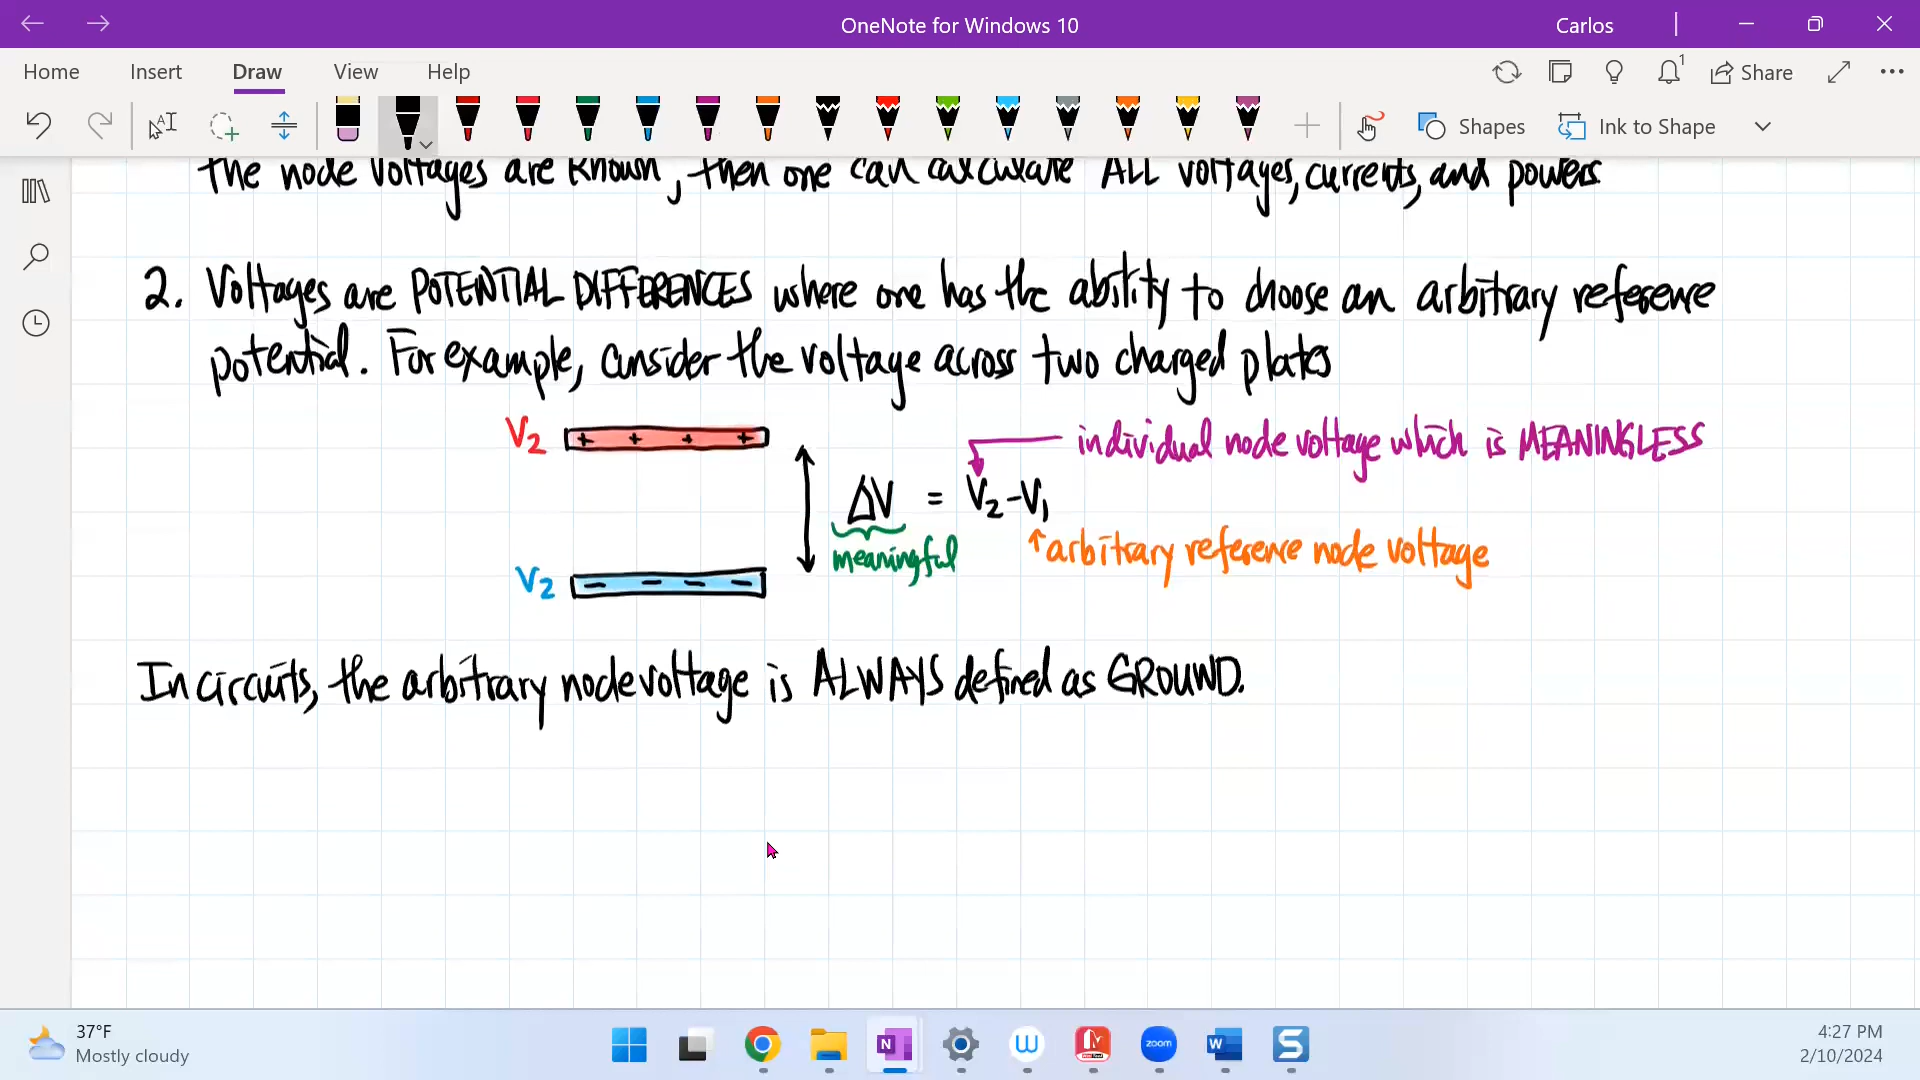 OneNote for Windows 10
Carlos
Home Insert Draw View Help
1
Share
Shapes
Ink to Shape
the node voltages are known, then one can calculate ALL voltages, currents, and powers
2. Voltages are POTENTIAL DIFFERENCES where one has the ability to choose an arbitrary reference
potential. For example, consider the voltage across two charged plates
V2 + + + +
individual node voltage which is MEANINGLESS
ΔV = V2 - V1
meaningful
↑arbitrary reference node voltage
V2 - - - -
In circuits, the arbitrary node voltage is ALWAYS defined as GROUND.
37°F
Mostly cloudy
N
W
zoom
W
S
4:27 PM
2/10/2024